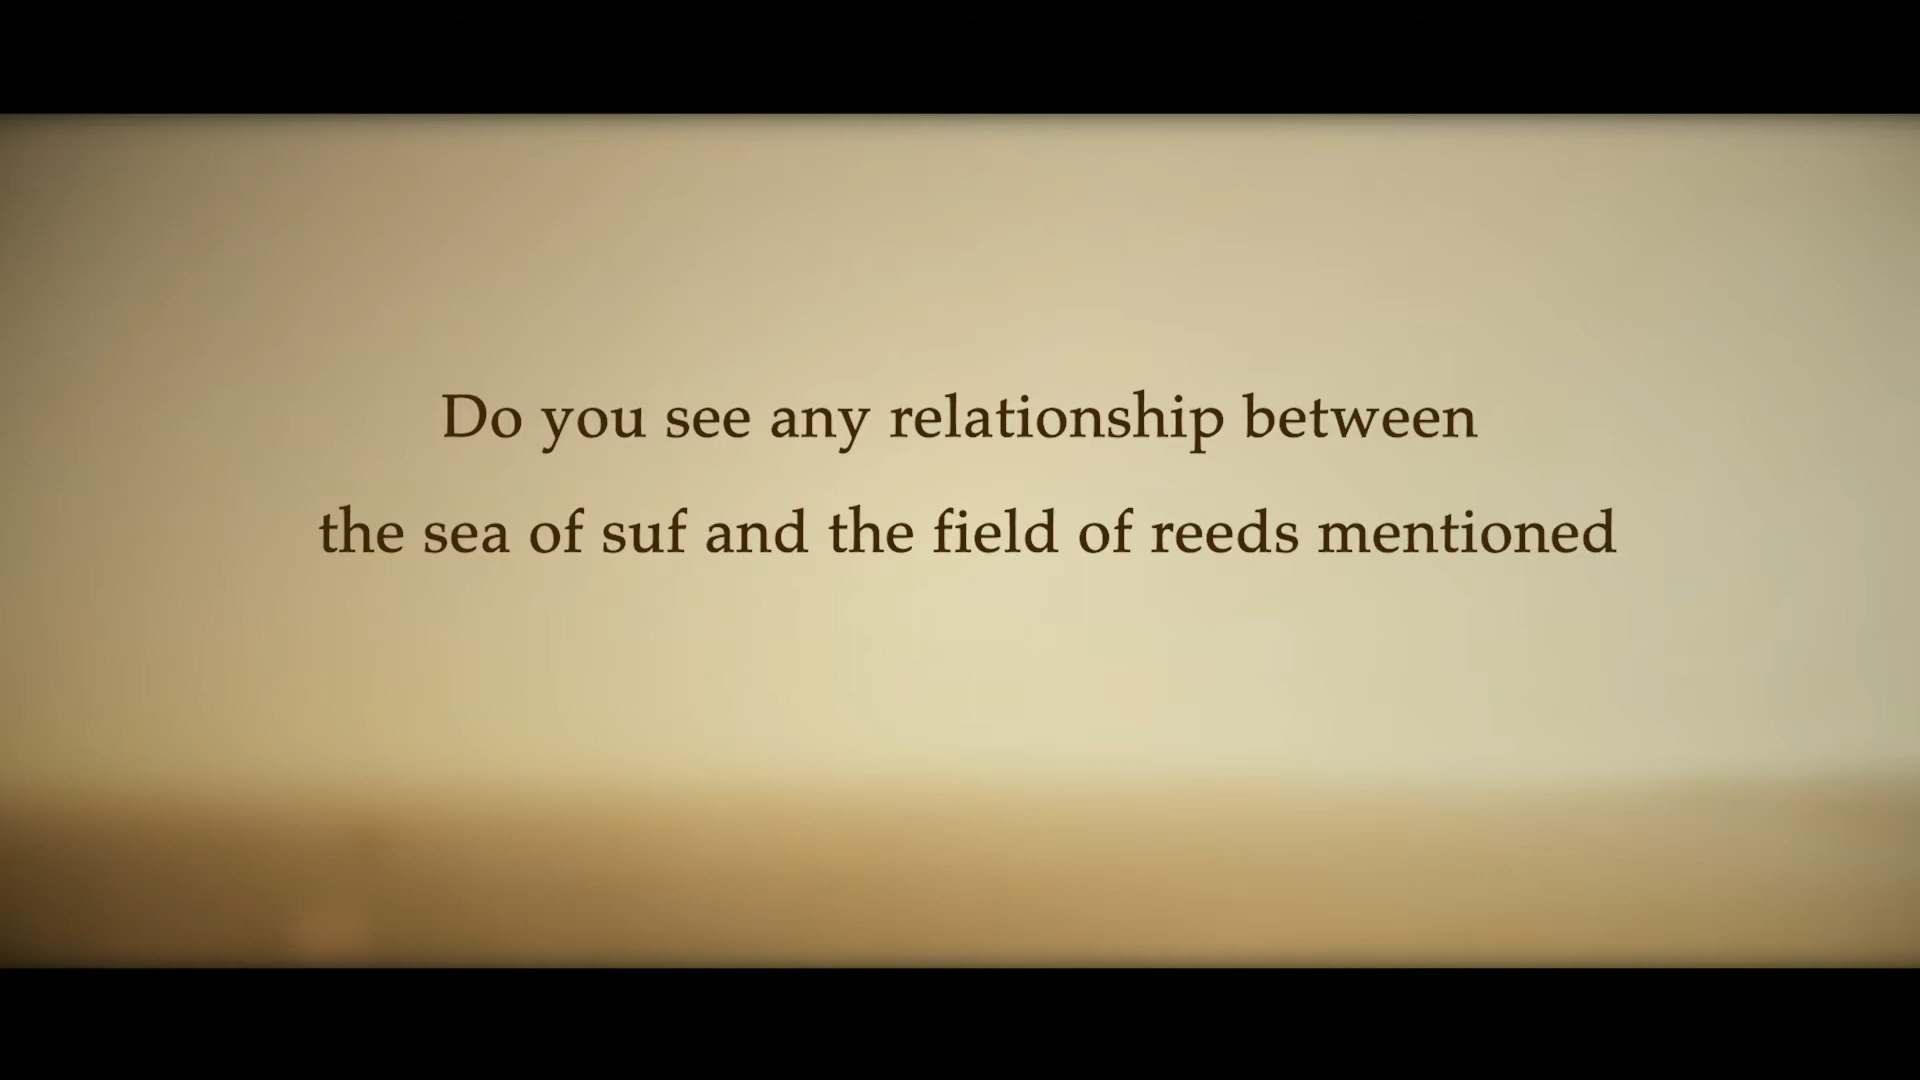 Do you see any relationship between
the sea of suf and the field of reeds mentioned